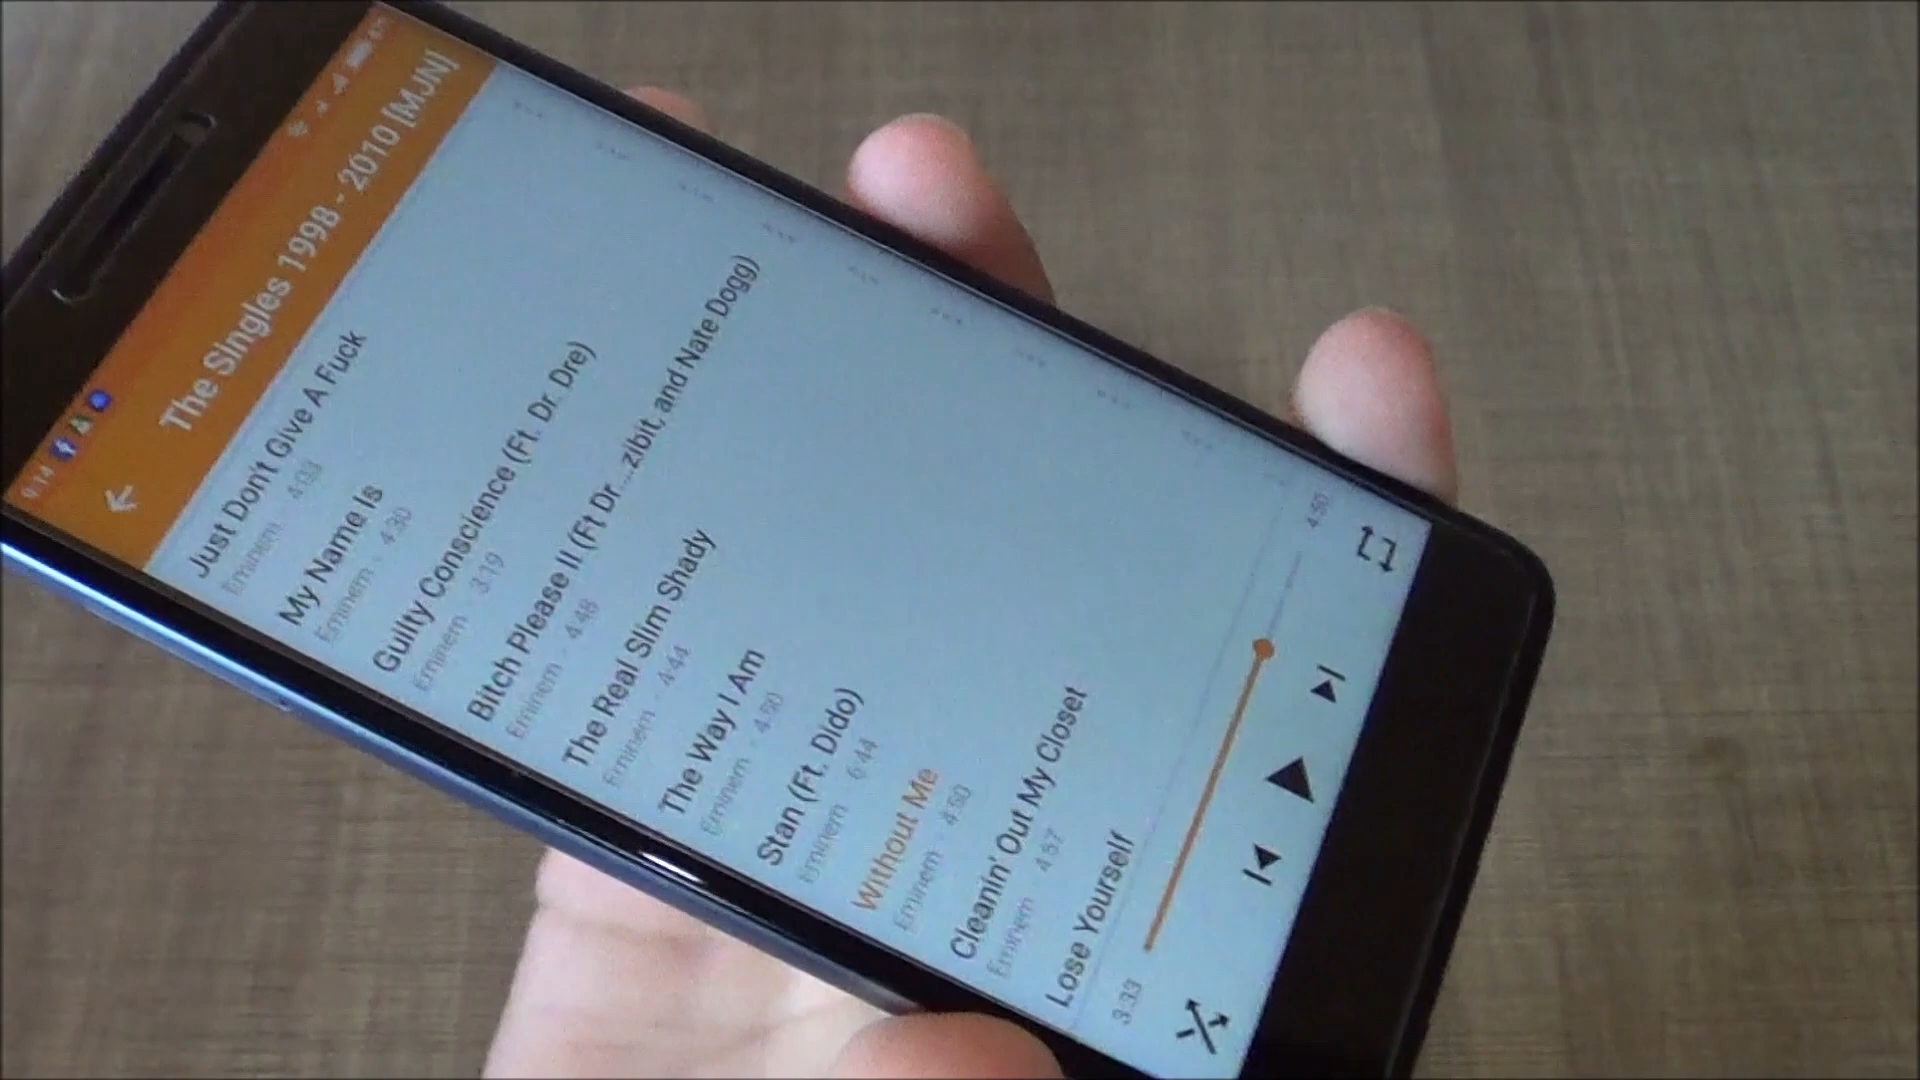 9:14
The Singles 1998 - 2010 [MJN]
Just Don't Give A Fuck
Eminem - 4:03
My Name Is
Eminem - 4:30
Guilty Conscience (Ft. Dr. Dre)
Eminem - 3:19
Bitch Please II (Ft Dr....zibit, and Nate Dogg)
Eminem - 4:48
The Real Slim Shady
Eminem - 4:44
The Way I Am
Eminem - 4:50
Stan (Ft. Dido)
Eminem - 6:44
Without Me
Eminem - 4:50
Cleanin' Out My Closet
Eminem - 4:57
Lose Yourself
3:33
4:50